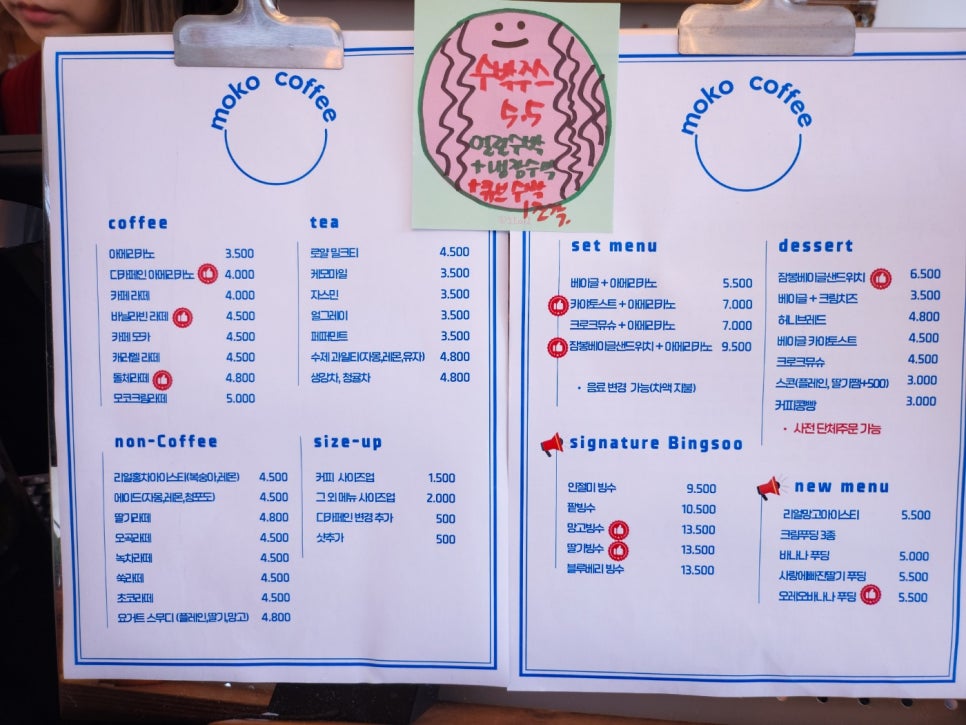 moko coffee
coffee
아메리카노 3.500
디카페인 아메리카노 4.000
카페 라떼 4.000
바닐라빈 라떼 4.500
카페 모카 4.500
캬라멜 라떼 4.500
돌체라떼 4.800
모코크림라떼 5.000
tea
로얄 밀크티 4.500
케모마일 3.500
자스민 3.500
얼그레이 3.500
페퍼민트 3.500
수제 과일티(자몽,레몬,유자) 4.800
생강차, 청귤차 4.800
non-Coffee
리얼홍차아이스티(복숭아,레몬) 4.500
에이드(자몽,레몬,청포도) 4.500
딸기라떼 4.800
오곡라떼 4.500
녹차라떼 4.500
쑥라떼 4.500
초코라떼 4.500
요거트 스무디 (플레인,딸기,망고) 4.800
size-up
커피 사이즈업 1.500
그 외 메뉴 사이즈업 2.000
디카페인 변경 추가 500
샷추가 500
수박쥬스
5.5
얼린수박
+냉장수박
+큐브 수박
moko coffee
set menu
베이글 + 아메리카노 5.500
카야토스트 + 아메리카노 7.000
크로크뮤슈 + 아메리카노 7.000
잠봉베이글샌드위치 + 아메리카노 9.500
• 음료 변경 가능(차액 지불)
dessert
잠봉베이글샌드위치 6.500
베이글 + 크림치즈 3.500
허니브레드 4.800
베이글 카야토스트 4.500
크로크뮤슈 4.500
스콘(플레인, 딸기쨈+500) 3.000
커피콩빵 3.000
• 사전 단체주문 가능
signature Bingsoo
인절미 빙수 9.500
팥빙수 10.500
망고빙수 13.500
딸기빙수 13.500
블루베리 빙수 13.500
new menu
리얼망고아이스티 5.500
크림푸딩 3종
바나나 푸딩 5.000
사랑에빠진딸기 푸딩 5.500
오레오바나나 푸딩 5.500